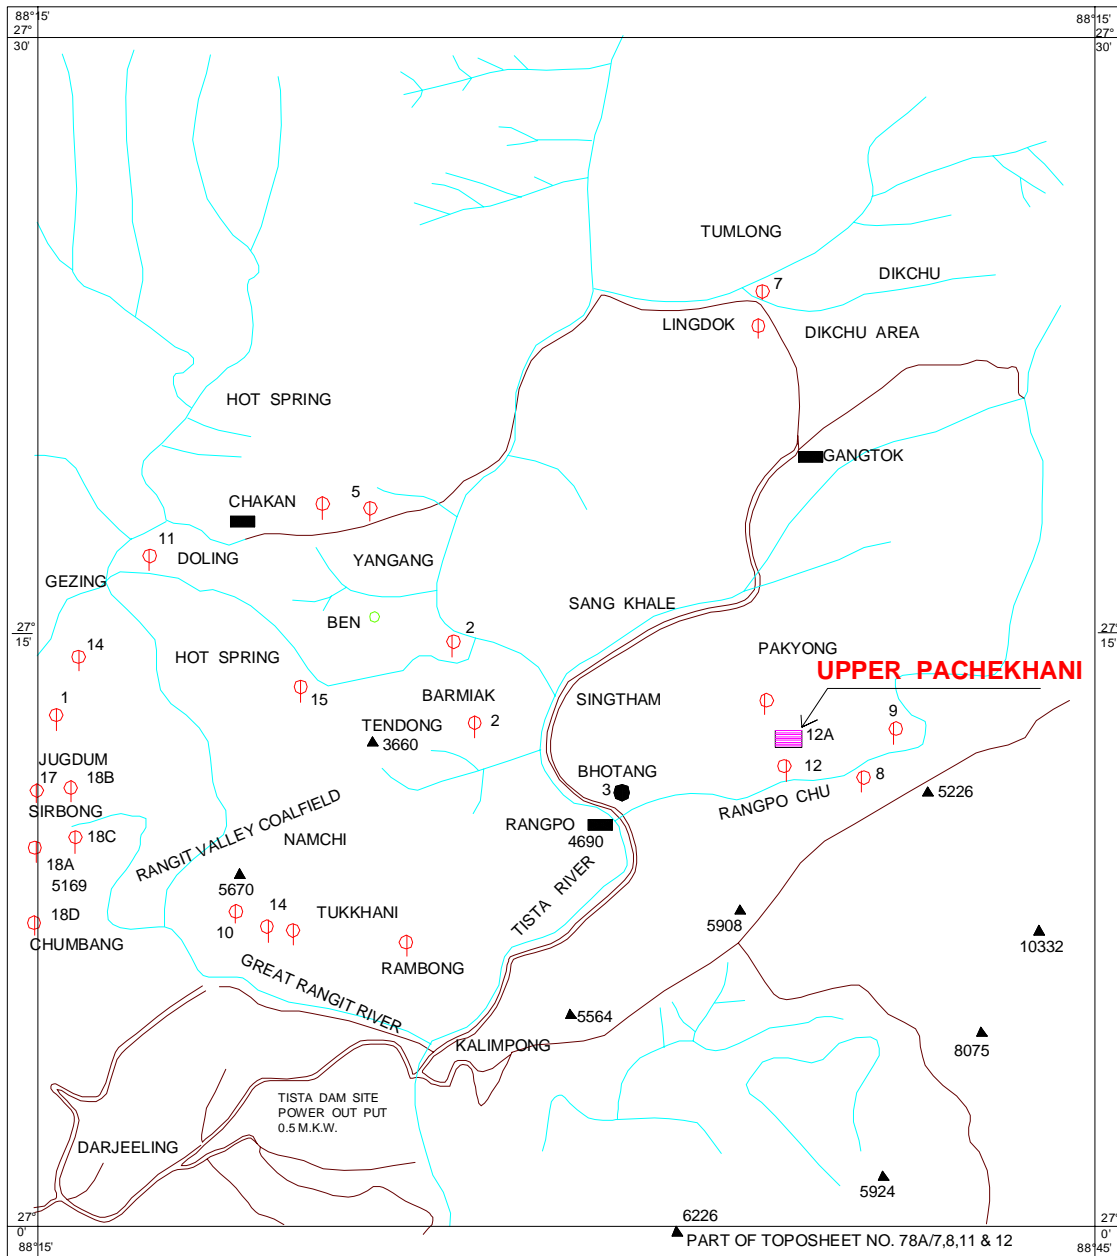 88°15'
88°15'
27°
30'
27°
30'
TUMLONG
DIKCHU
7
LINGDOK
DIKCHU AREA
HOT SPRING
GANGTOK
CHAKAN
5
11
DOLING
YANGANG
GEZING
SANG KHALE
BEN
2
27°
15'
27°
15'
14
HOT SPRING
PAKYONG
UPPER PACHEKHANI
15
BARMIAK
SINGTHAM
1
TENDONG
2
9
3660
12A
JUGDUM
BHOTANG
17
18B
3
12
8
SIRBONG
RANGPO CHU
5226
RANGIT VALLEY COALFIELD
18C
NAMCHI
RANGPO
4690
18A
5169
5670
TISTA RIVER
18D
10
14
TUKKHANI
5908
CHUMBANG
10332
RAMBONG
GREAT RANGIT RIVER
5564
KALIMPONG
8075
TISTA DAM SITE
POWER OUT PUT
0.5 M.K.W.
DARJEELING
5924
6226
27°
0'
27°
0'
PART OF TOPOSHEET NO. 78A/7,8,11 & 12
88°15'
88°45'